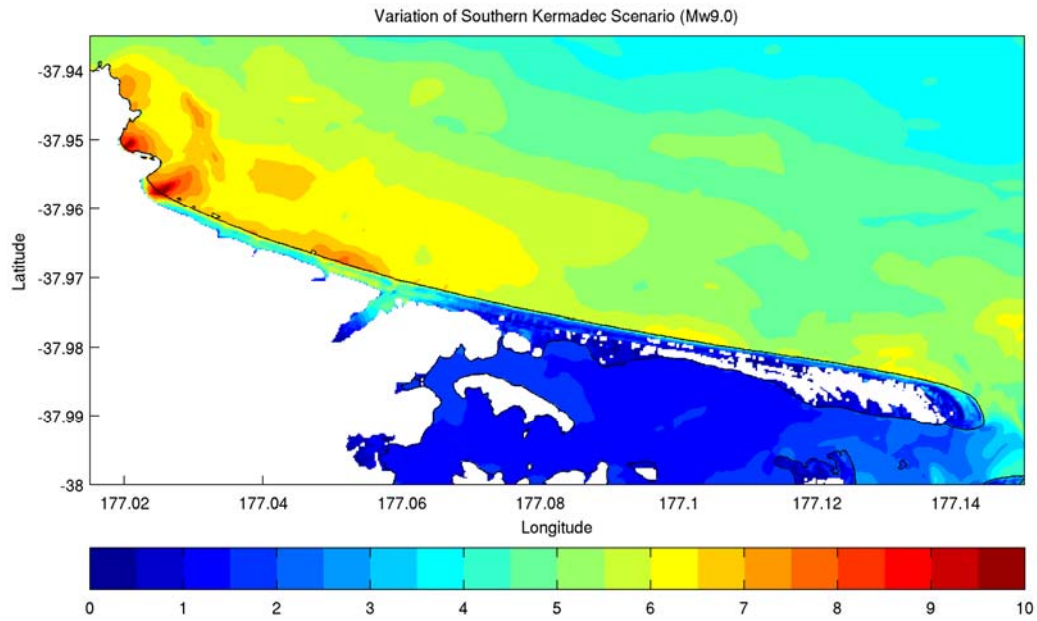 Variation of Southern Kermadec Scenario (Mw9.0)
-37.94
-37.95
-37.96
-37.97
-37.98
-37.99
-38
Latitude
177.02 177.04 177.06 177.08 177.1 177.12 177.14
Longitude
0 1 2 3 4 5 6 7 8 9 10